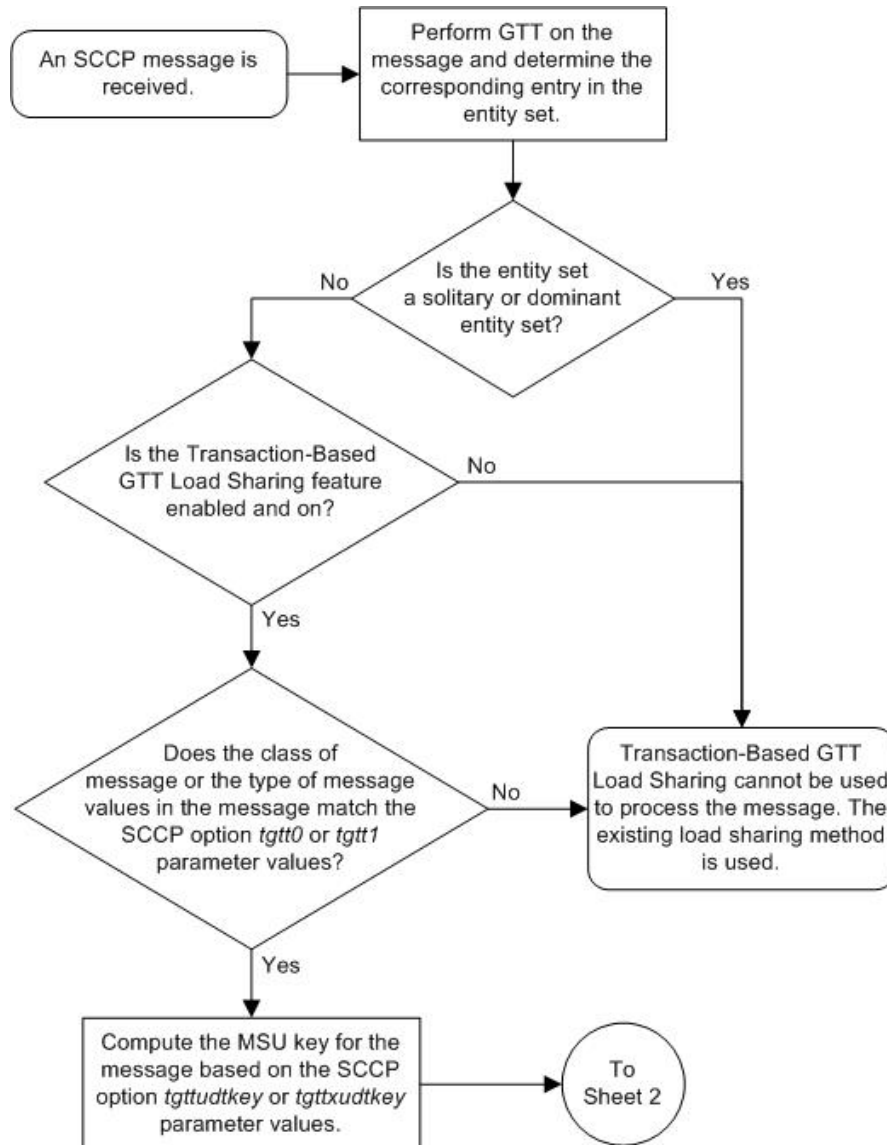 An SCCP message is
received.
Perform GTT on the
message and determine the
corresponding entry in the
entity set.
Is the entity set
a solitary or dominant
entity set?
No
Yes
Is the Transaction-Based
GTT Load Sharing feature
enabled and on?
No
Yes
Does the class of
message or the type of message
values in the message match the
SCCP option tgtt0 or tgtt1
parameter values?
No
Yes
Transaction-Based GTT
Load Sharing cannot be used
to process the message. The
existing load sharing method
is used.
Compute the MSU key for the
message based on the SCCP
option tgttudtkey or tgttxudtkey
parameter values.
To
Sheet 2